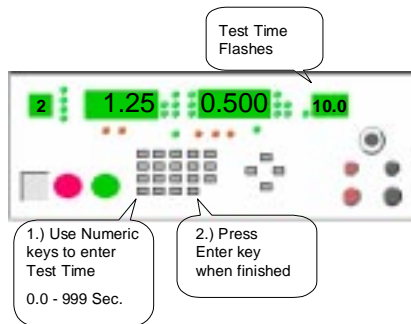 Test Time
Flashes
2
1.25
0.500
10.0
1.) Use Numeric
keys to enter
Test Time
0.0 - 999 Sec.
2.) Press
Enter key
when finished